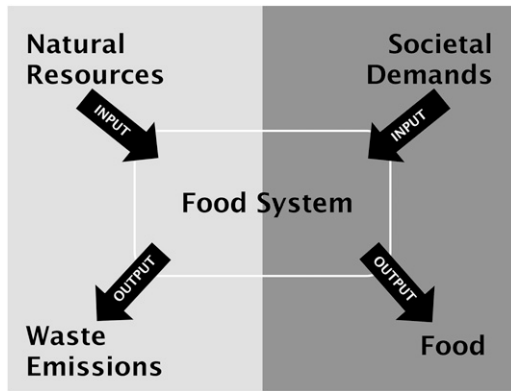 Natural
Resources
Societal
Demands
INPUT
INPUT
Food System
OUTPUT
OUTPUT
Waste
Emissions
Food